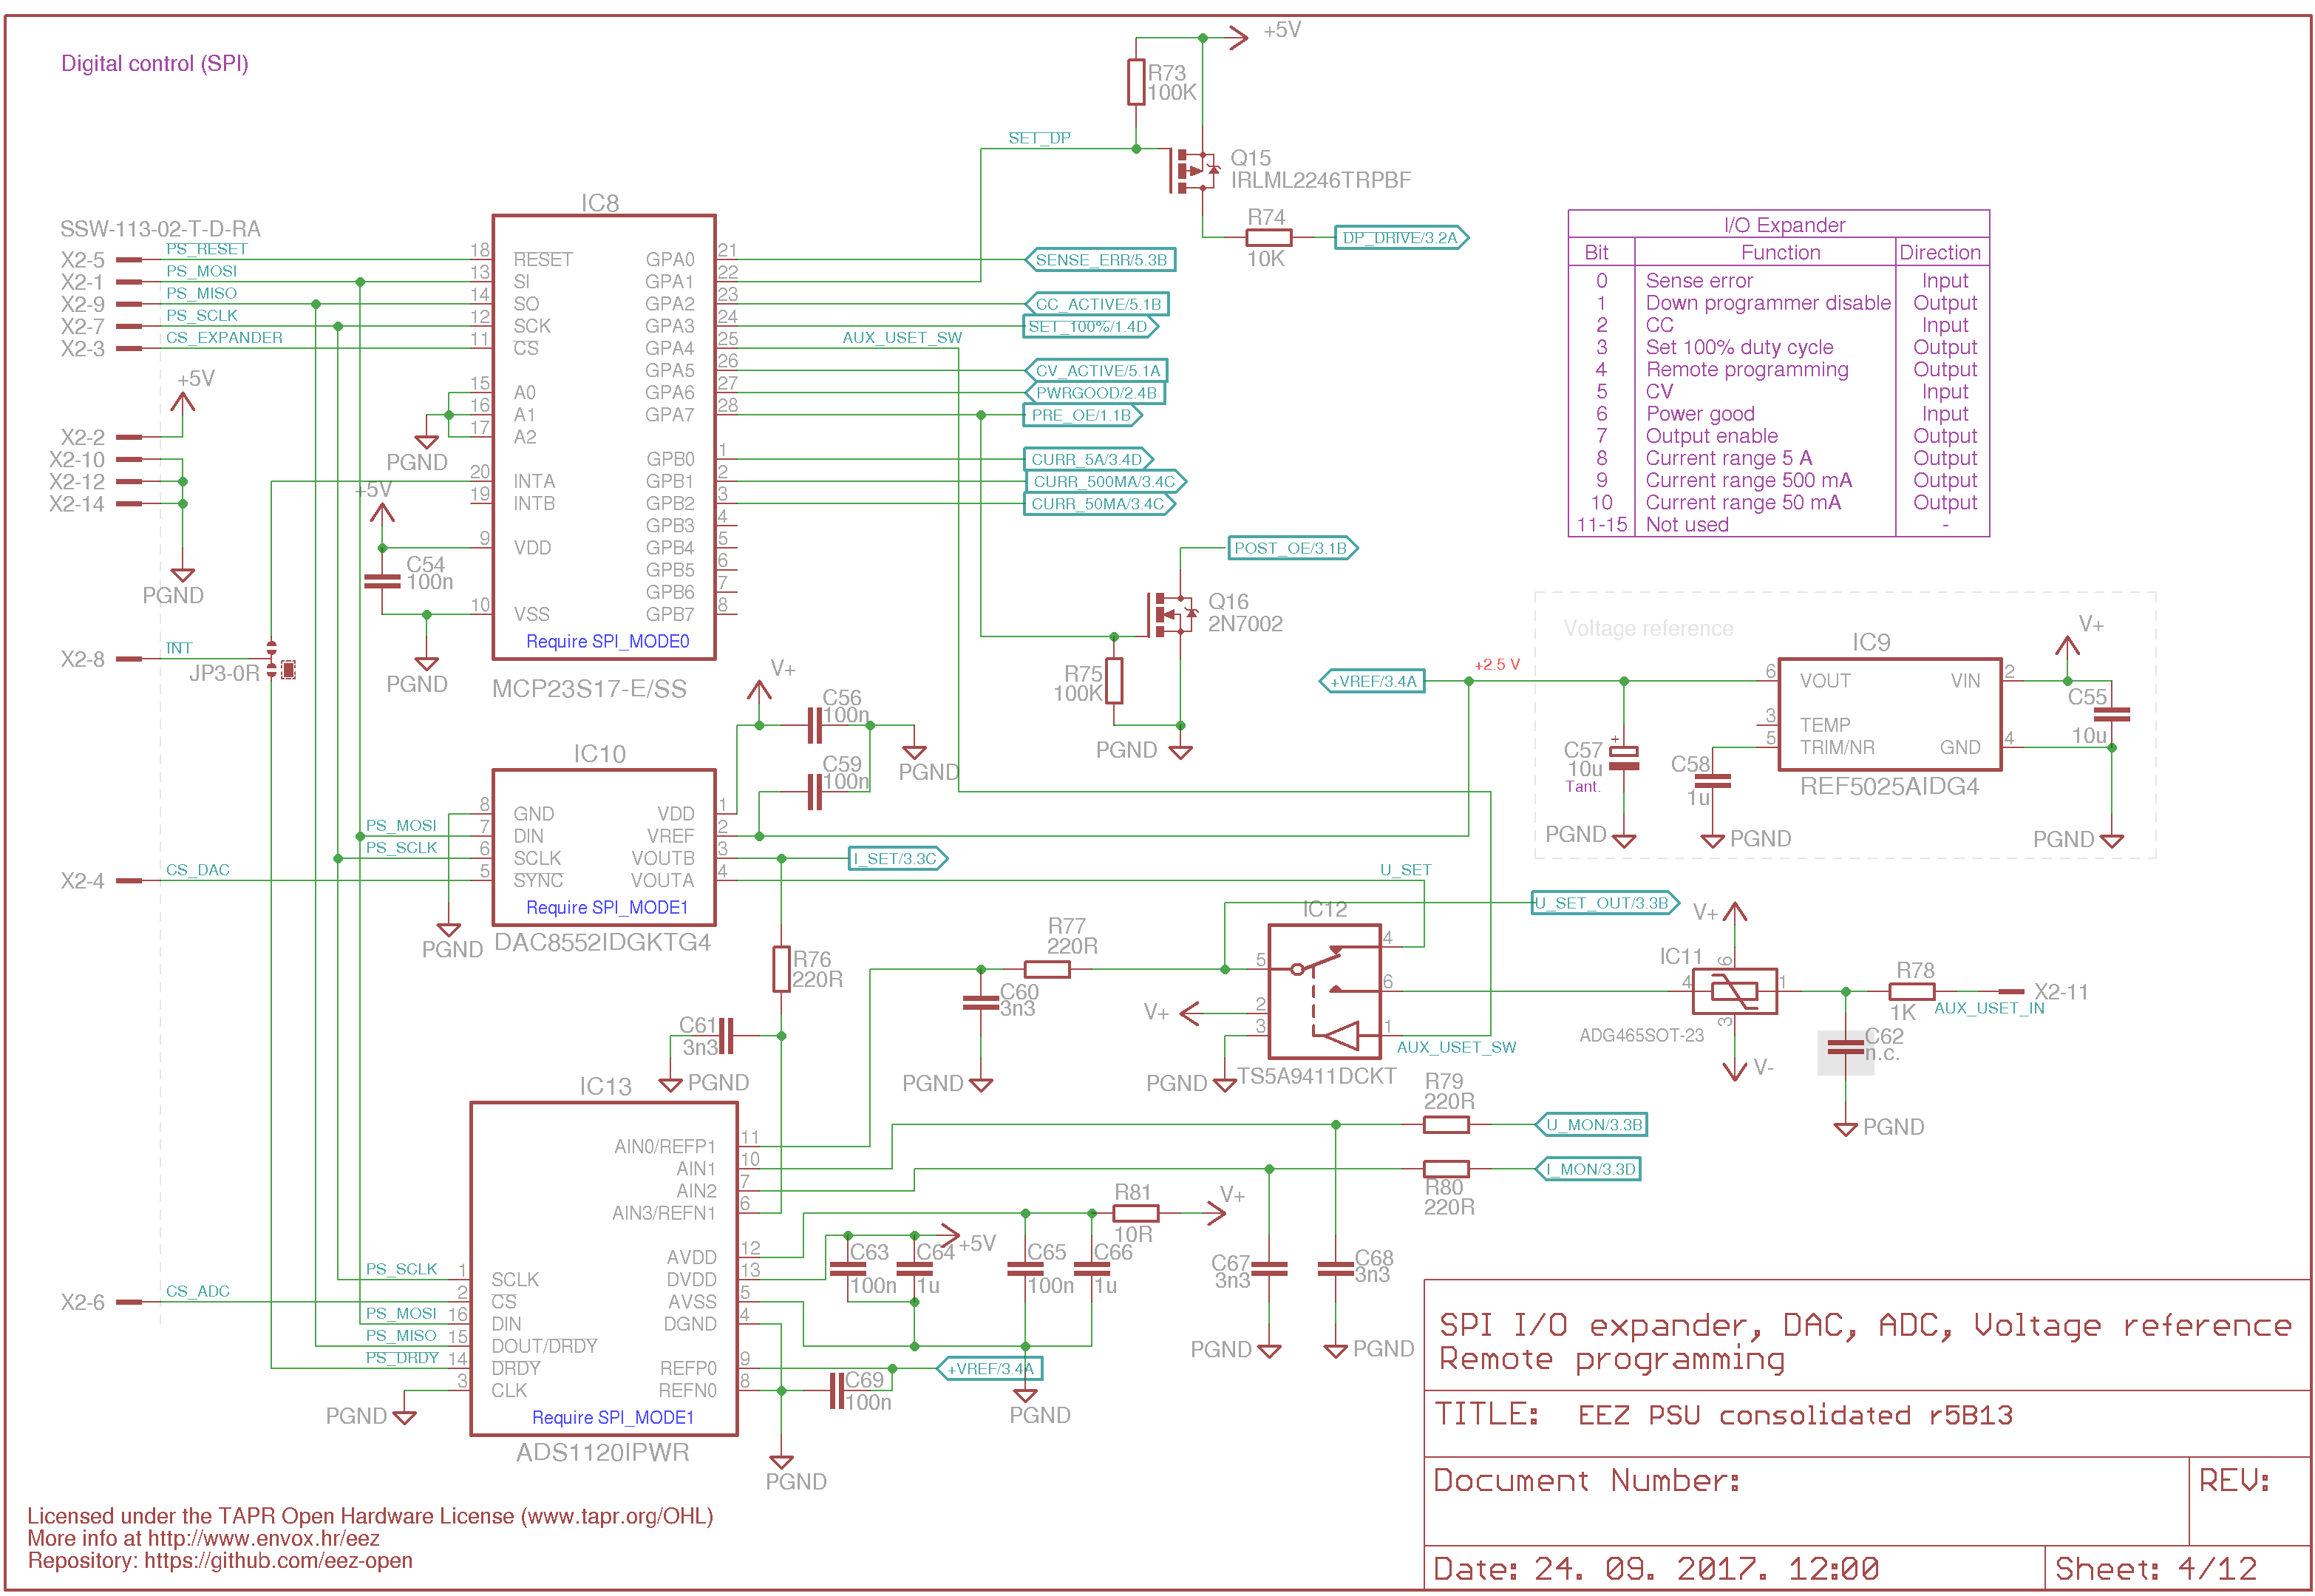 Digital control (SPI)
+5V
R73
100K
SET_DP
Q15
IRLML2246TRPBF
R74
10K
DP_DRIVE/3.2A
SSW-113-02-T-D-RA
X2-5 PS_RESET
X2-1 PS_MOSI
X2-9 PS_MISO
X2-7 PS_SCLK
X2-3 CS_EXPANDER
+5V
X2-2
X2-10
X2-12
X2-14
PGND
X2-8 INT
JP3-0R
IC8
18 RESET GPA0 21
13 SI GPA1 22
14 SO GPA2 23
12 SCK GPA3 24
11 CS GPA4 25
GPA5 26
15 A0 GPA6 27
16 A1 GPA7 28
17 A2
GPB0 1
20 INTA GPB1 2
19 INTB GPB2 3
GPB3 4
9 VDD GPB4 5
GPB5 6
GPB6 7
10 VSS GPB7 8
Require SPI_MODE0
MCP23S17-E/SS
PGND
+5V
C54
100n
PGND
SENSE_ERR/5.3B
CC_ACTIVE/5.1B
SET_100%/1.4D
AUX_USET_SW
CV_ACTIVE/5.1A
PWRGOOD/2.4B
PRE_OE/1.1B
CURR_5A/3.4D
CURR_500MA/3.4C
CURR_50MA/3.4C
I/O Expander
Bit Function Direction
0 Sense error Input
1 Down programmer disable Output
2 CC Input
3 Set 100% duty cycle Output
4 Remote programming Output
5 CV Input
6 Power good Input
7 Output enable Output
8 Current range 5 A Output
9 Current range 500 mA Output
10 Current range 50 mA Output
11-15 Not used -
POST_OE/3.1B
Q16
2N7002
R75
100K
PGND
Voltage reference
+VREF/3.4A
+2.5 V
IC9
6 VOUT VIN 2
3 TEMP
5 TRIM/NR GND 4
REF5025AIDG4
V+
C55
10u
C57
+
10u
Tant.
C58
1u
PGND
PGND
PGND
V+
C56
100n
C59
100n
PGND
IC10
8 GND VDD 1
PS_MOSI 7 DIN VREF 2
PS_SCLK 6 SCLK VOUTB 3
5 SYNC VOUTA 4
Require SPI_MODE1
DAC8552IDGKTG4
PGND
X2-4 CS_DAC
I_SET/3.3C
U_SET
U_SET_OUT/3.3B
R76
220R
C61
3n3
PGND
R77
220R
C60
3n3
PGND
IC12
5
4
6
2
3
1
V+
PGND
TS5A9411DCKT
AUX_USET_SW
V+
IC11
6
4
1
3
ADG465SOT-23
V-
R78
1K
X2-11
AUX_USET_IN
C62
n.c.
PGND
R79
220R
U_MON/3.3B
R80
220R
I_MON/3.3D
IC13
AIN0/REFP1 11
AIN1 10
AIN2 7
AIN3/REFN1 6
AVDD 12
PS_SCLK 1 SCLK DVDD 13
2 CS AVSS 5
PS_MOSI 16 DIN DGND 4
PS_MISO 15 DOUT/DRDY
PS_DRDY 14 DRDY REFP0 9
3 CLK REFN0 8
Require SPI_MODE1
ADS1120IPWR
PGND
X2-6 CS_ADC
R81
10R
V+
+5V
C63
100n
C64
1u
C65
100n
C66
1u
C67
3n3
C68
3n3
PGND
PGND
+VREF/3.4A
C69
100n
PGND
PGND
SPI I/O expander, DAC, ADC, Voltage reference
Remote programming
TITLE: EEZ PSU consolidated r5B13
Document Number:
REV:
Date: 24. 09. 2017. 12:00
Sheet: 4/12
Licensed under the TAPR Open Hardware License (www.tapr.org/OHL)
More info at http://www.envox.hr/eez
Repository: https://github.com/eez-open